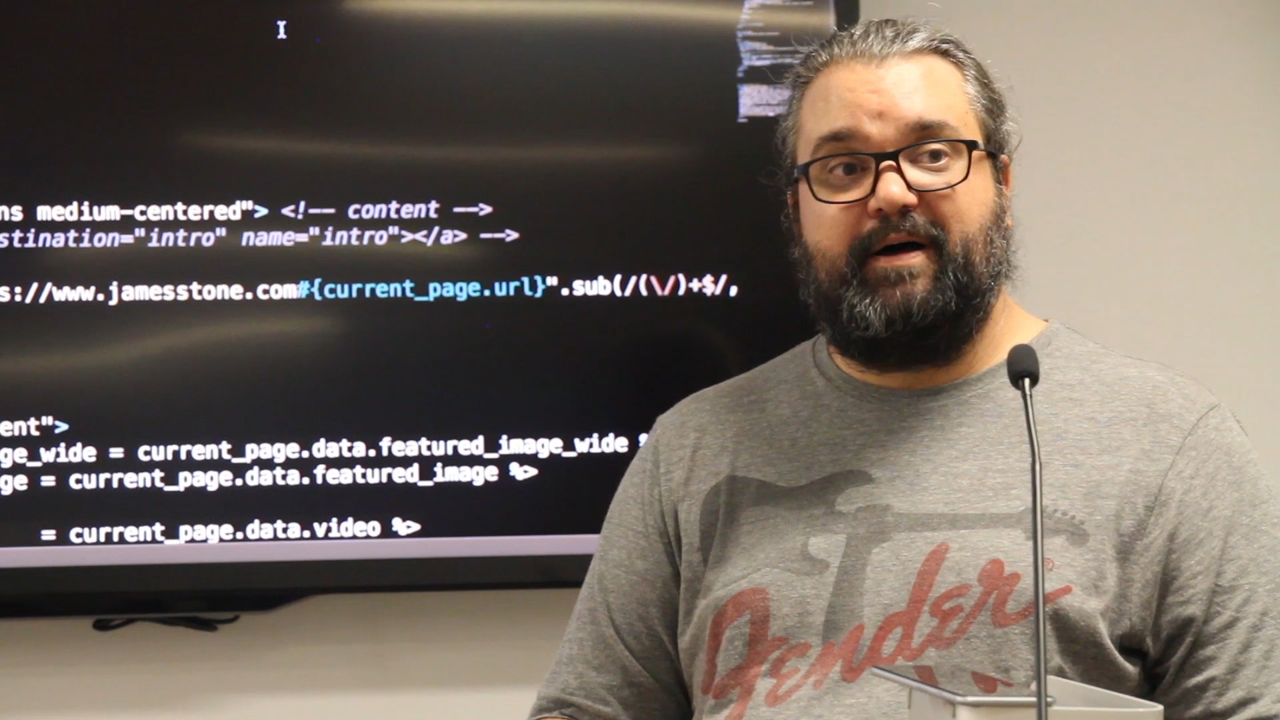 ns medium-centered"> <!-- content -->
stination="intro" name="intro"></a> -->
s://www.jamesstone.com#{current_page.url}".sub(/(\/)+$/,
ent">
ge_wide = current_page.data.featured_image_wide %
ge = current_page.data.featured_image %>
= current_page.data.video %>
Fender®